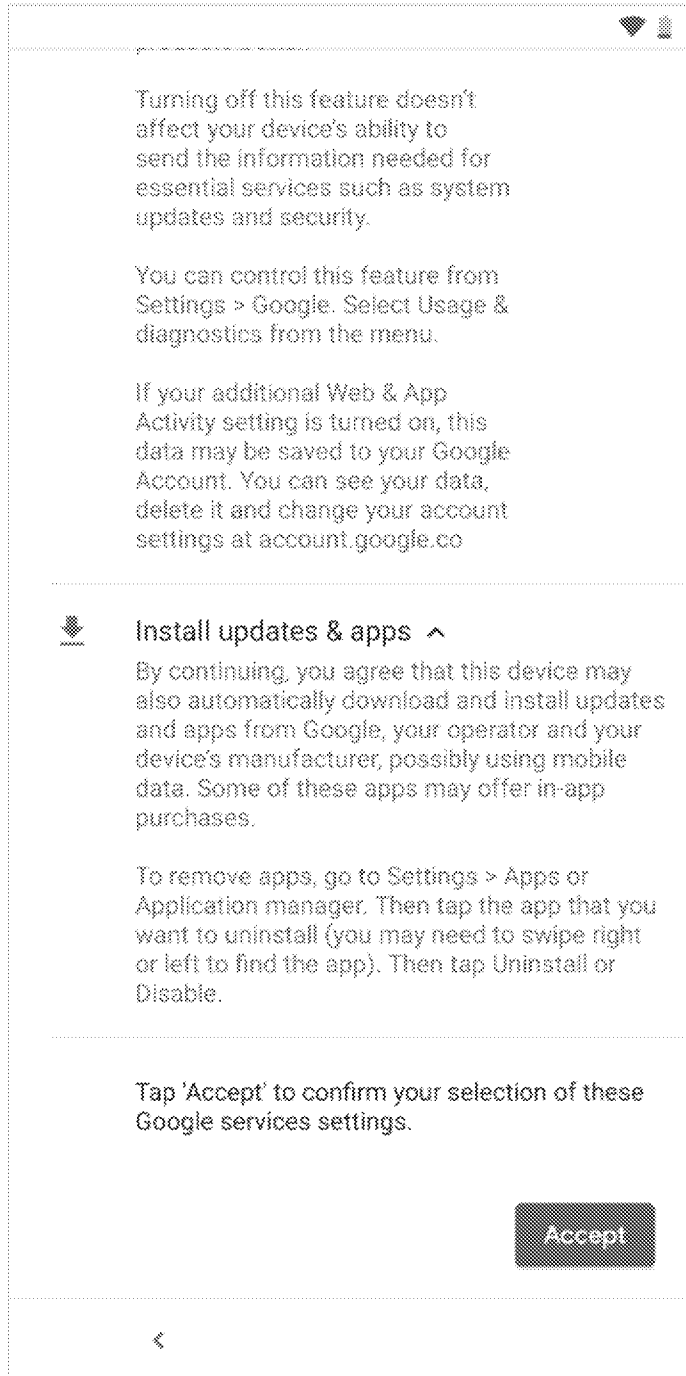 Turning off this feature doesn't
affect your device's ability to
send the information needed for
essential services such as system
updates and security.
You can control this feature from
Settings > Google. Select Usage &
diagnostics from the menu.
If your additional Web & App
Activity setting is turned on, this
data may be saved to your Google
Account. You can see your data,
delete it and change your account
settings at account.google.co
Install updates & apps
By continuing, you agree that this device may
also automatically download and install updates
and apps from Google, your operator and your
device's manufacturer, possibly using mobile
data. Some of these apps may offer in-app
purchases.
To remove apps, go to Settings > Apps or
Application manager. Then tap the app that you
want to uninstall (you may need to swipe right
or left to find the app). Then tap Uninstall or
Disable.
Tap 'Accept' to confirm your selection of these
Google services settings.
Accept